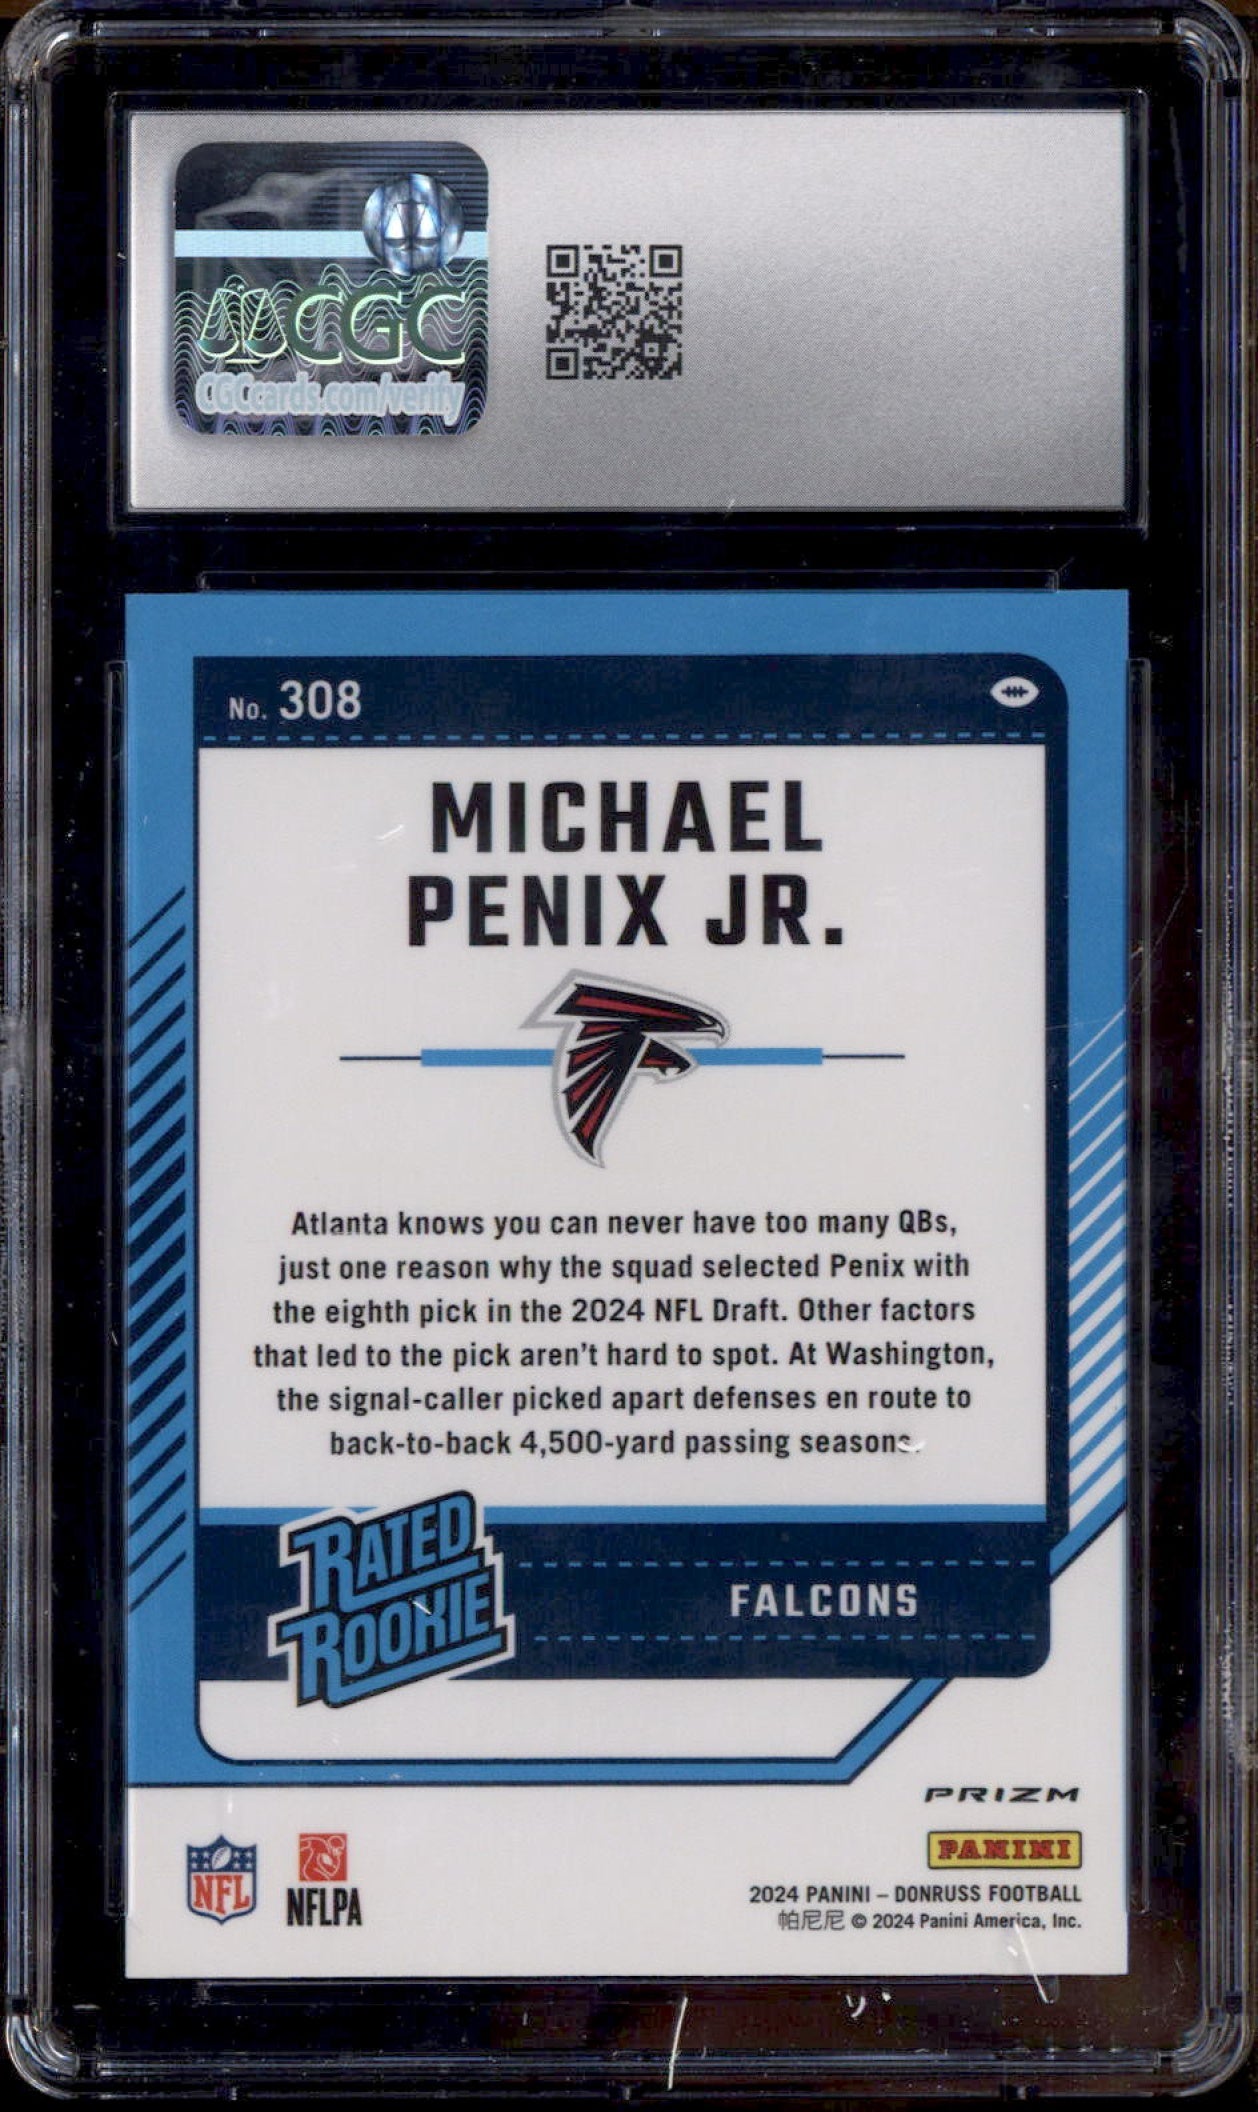 CGC
CGCcards.com/verify
No. 308
MICHAEL
PENIX JR.
Atlanta knows you can never have too many QBs,
just one reason why the squad selected Penix with
the eighth pick in the 2024 NFL Draft. Other factors
that led to the pick aren't hard to spot. At Washington,
the signal-caller picked apart defenses en route to
back-to-back 4,500-yard passing seasons.
RATED
ROOKIE
FALCONS
PRIZM
PANINI
NFL
NFLPA
2024 PANINI – DONRUSS FOOTBALL
帕尼尼 © 2024 Panini America, Inc.